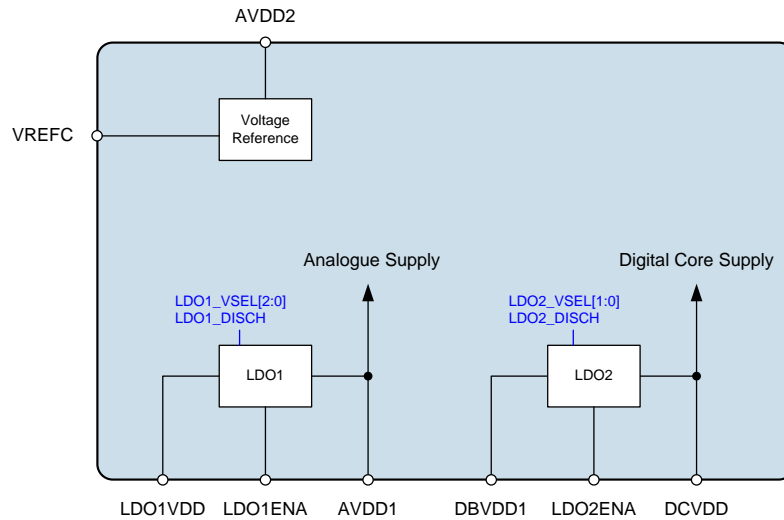 AVDD2
VREFC
Voltage
Reference
Analogue Supply
Digital Core Supply
LDO1_VSEL[2:0]
LDO1_DISCH
LDO2_VSEL[1:0]
LDO2_DISCH
LDO1
LDO2
LDO1VDD
LDO1ENA
AVDD1
DBVDD1
LDO2ENA
DCVDD